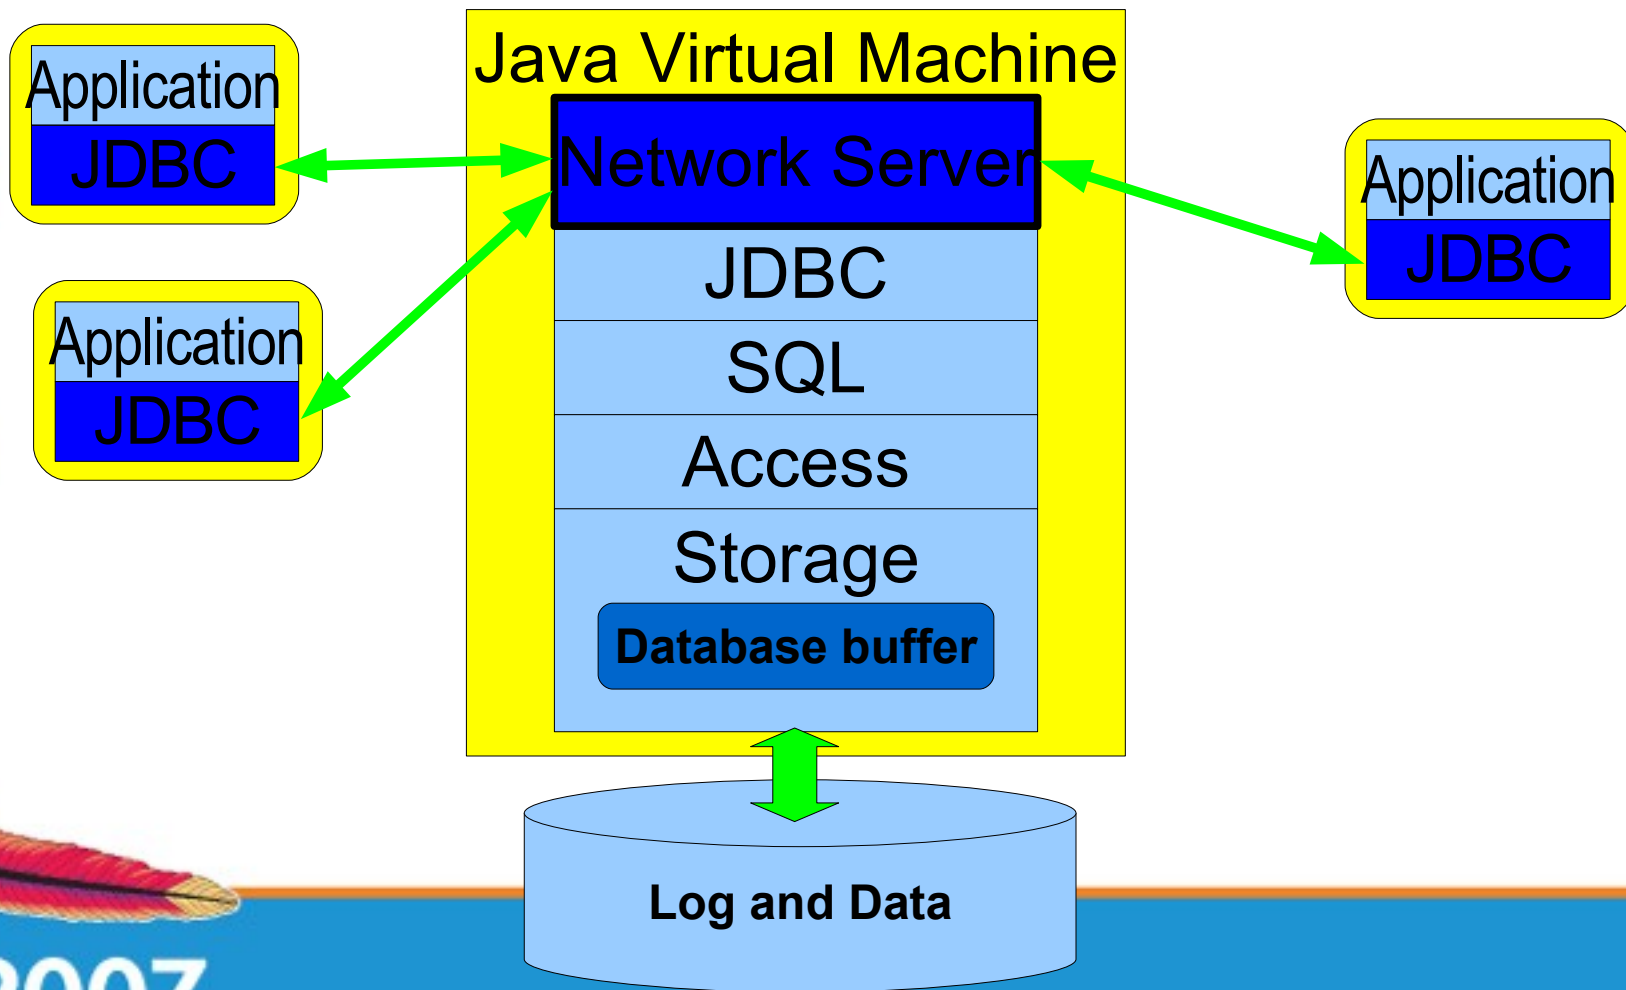 Java Virtual Machine
Application
JDBC
Network Server
Application
JDBC
JDBC
Application
JDBC
SQL
Access
Storage
Database buffer
Log and Data
2007